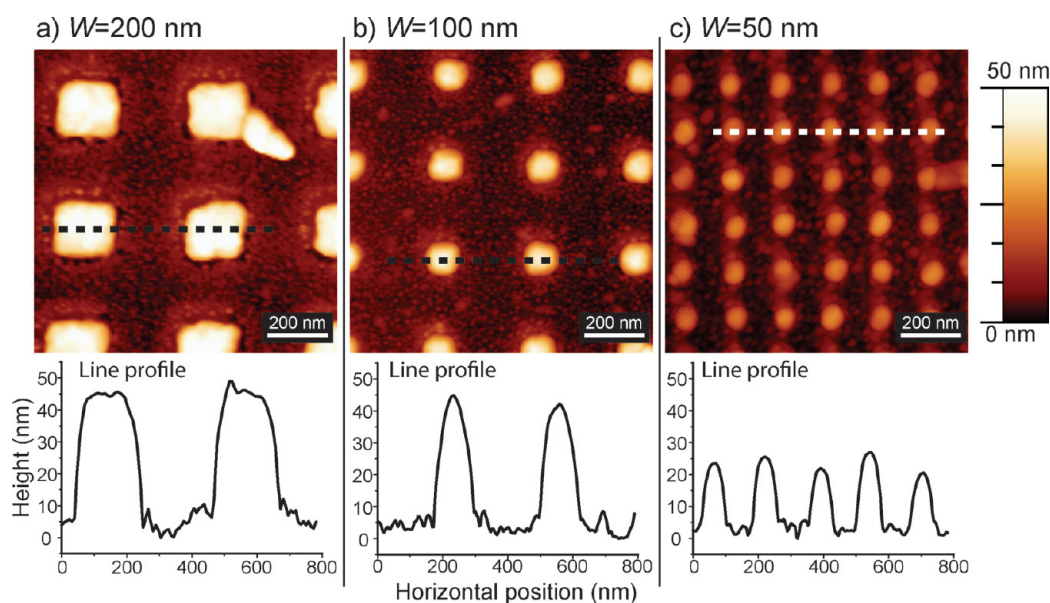 a) W=200 nm
b) W=100 nm
c) W=50 nm
50 nm
0 nm
200 nm
200 nm
200 nm
Line profile
Line profile
Line profile
Height (nm)
50
40
30
20
10
0
0 200 400 600 800
50
40
30
20
10
0
0 200 400 600 800
50
40
30
20
10
0
0 200 400 600 800
Horizontal position (nm)